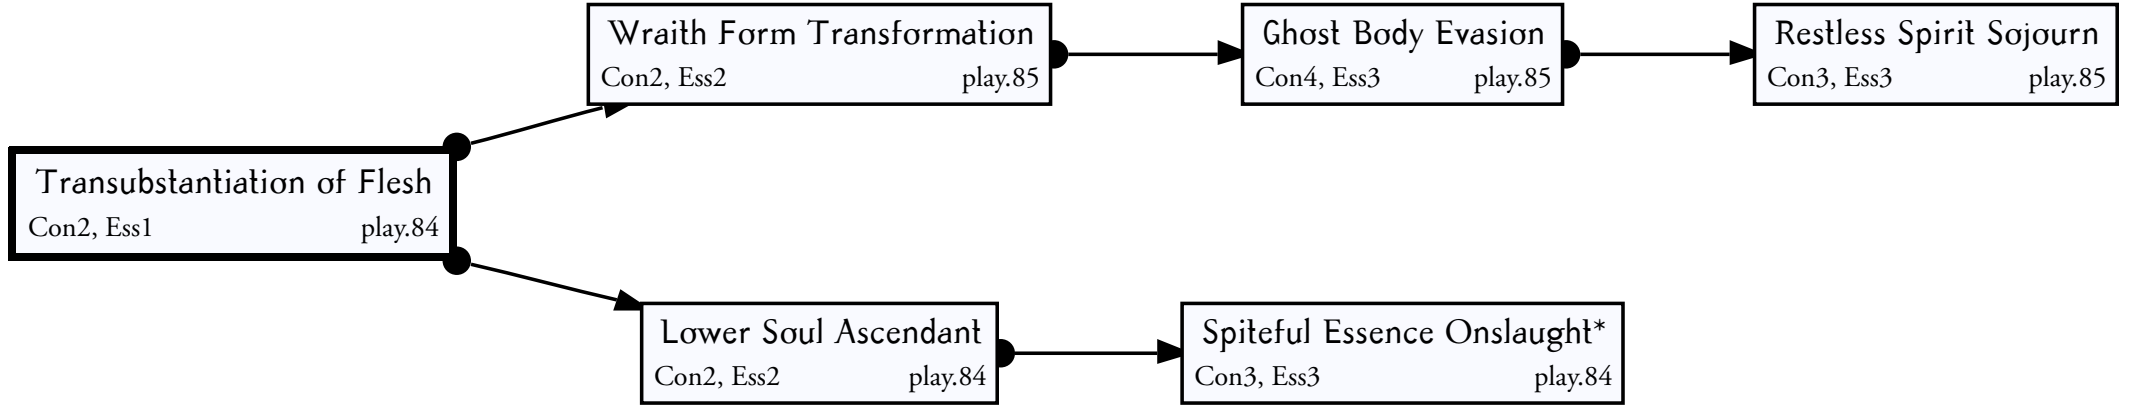 Wraith Form Transformation
Con2, Ess2 play.85
Ghost Body Evasion
Con4, Ess3 play.85
Restless Spirit Sojourn
Con3, Ess3 play.85
Transubstantiation of Flesh
Con2, Ess1 play.84
Lower Soul Ascendant
Con2, Ess2 play.84
Spiteful Essence Onslaught*
Con3, Ess3 play.84